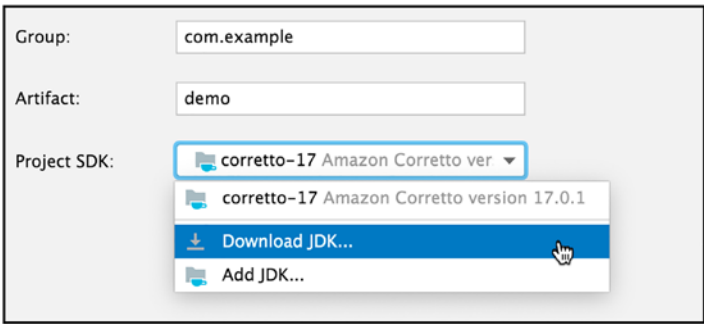 Group: com.example
Artifact: demo
Project SDK: corretto-17 Amazon Corretto ver.
corretto-17 Amazon Corretto version 17.0.1
Download JDK...
Add JDK...